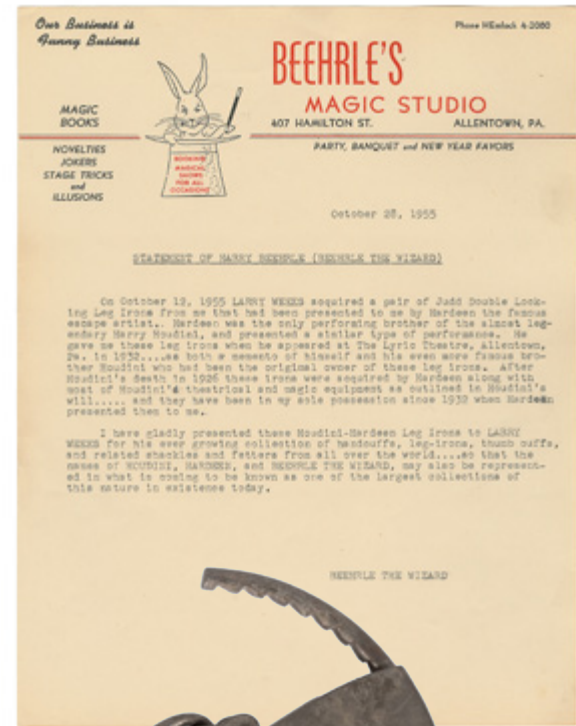 Our Business is
Funny Business
Phone HEmlock 4-2080
BEEHRLE'S
MAGIC STUDIO
407 HAMILTON ST. ALLENTOWN, PA.
MAGIC
BOOKS
PARTY, BANQUET and NEW YEAR FAVORS
NOVELTIES
JOKERS
STAGE TRICKS
and
ILLUSIONS
MAGICAL
SHOWS
FOR ALL
OCCASIONS
October 28, 1955
STATEMENT OF HARRY BEEHRLE (BEEHRLE THE WIZARD)
On October 19, 1955 LARRY WEEKS acquired a pair of Judd Double Lock-
ing Leg Irons from me that had been presented to me by Hardeen the famous
escape artist.. Hardeen was the only performing brother of the almost leg-
endary Harry Houdini, and presented a similar type of performance. He
gave me these leg irons when he appeared at The Lyric Theatre, Allentown,
Pa. in 1932....as both a memento of himself and his even more famous bro-
ther Houdini who had been the original owner of these leg irons. After
Houdini's death in 1926 these irons were acquired by Hardeen along with
most of Houdini's theatrical and magic equipment as outlined in Houdini's
will..... and they have been in my sole possession since 1932 when Hardeen
presented them to me.
I have gladly presented these Houdini-Hardeen Leg Irons to LARRY
WEEKS for his ever growing collection of handcuffs, leg-irons, thumb cuffs,
and related shackles and fetters from all over the world....so that the
names of HOUDINI, HARDEEN, and BEEHRLE THE WIZARD, may also be represent-
ed in what is coming to be known as one of the largest collections of
this nature in existence today.
BEEHRLE THE WIZARD